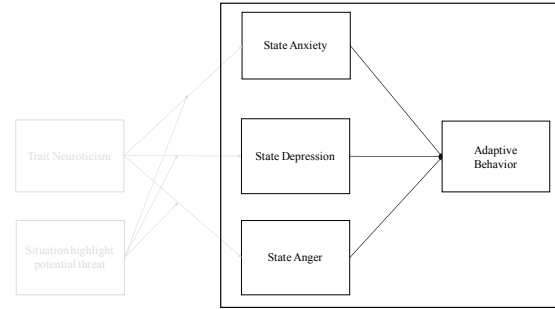 State Anxiety
Trait Neuroticism
State Depression
Adaptive
Behavior
Situation highlight
potential threat
State Anger